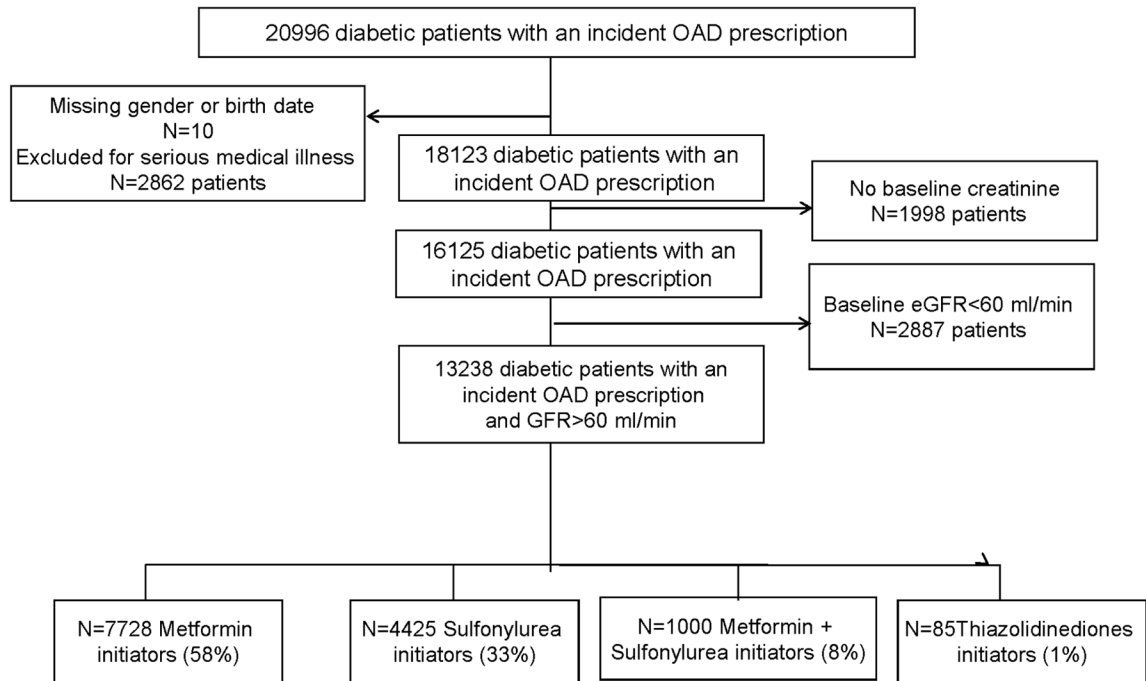 20996 diabetic patients with an incident OAD prescription
Missing gender or birth date
N=10
Excluded for serious medical illness
N=2862 patients
18123 diabetic patients with an
incident OAD prescription
No baseline creatinine
N=1998 patients
16125 diabetic patients with an
incident OAD prescription
Baseline eGFR<60 ml/min
N=2887 patients
13238 diabetic patients with an
incident OAD prescription
and GFR>60 ml/min
N=7728 Metformin
initiators (58%)
N=4425 Sulfonylurea
initiators (33%)
N=1000 Metformin +
Sulfonylurea initiators (8%)
N=85Thiazolidinediones
initiators (1%)